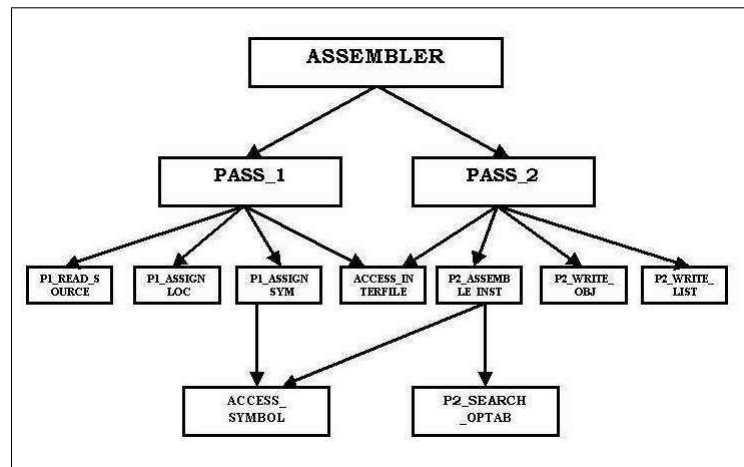 ASSEMBLER
PASS_1
PASS_2
P1_READ_S
OURCE
P1_ASSIGN
LOC
P1_ASSIGN
SYM
ACCESS_IN
TERFILE
P2_ASSEMB
LE INST
P2_WRITE_
OBJ
P2_WRITE_
LIST
ACCESS_
SYMBOL
P2_SEARCH
_OPTAB